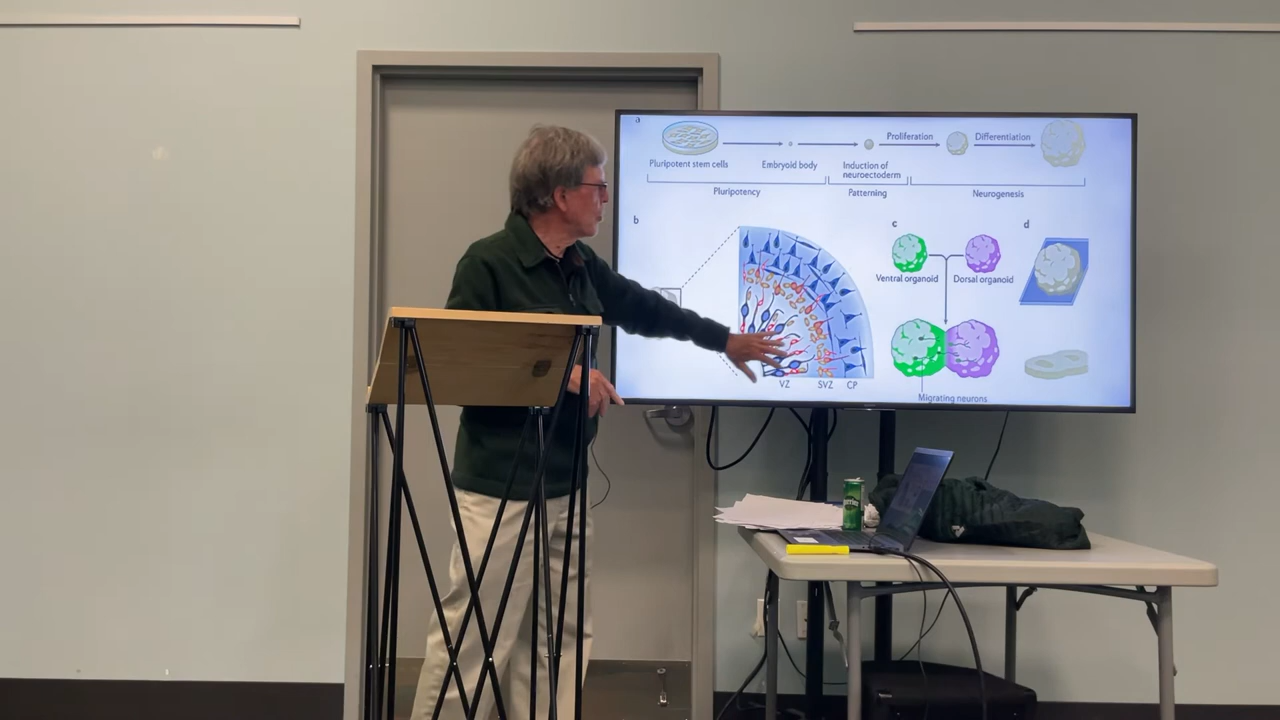 a
Proliferation
Differentiation
Pluripotent stem cells
Embryoid body
Induction of
neuroectoderm
Pluripotency
Patterning
Neurogenesis
b
c
d
Ventral organoid
Dorsal organoid
VZ
SVZ
CP
Migrating neurons